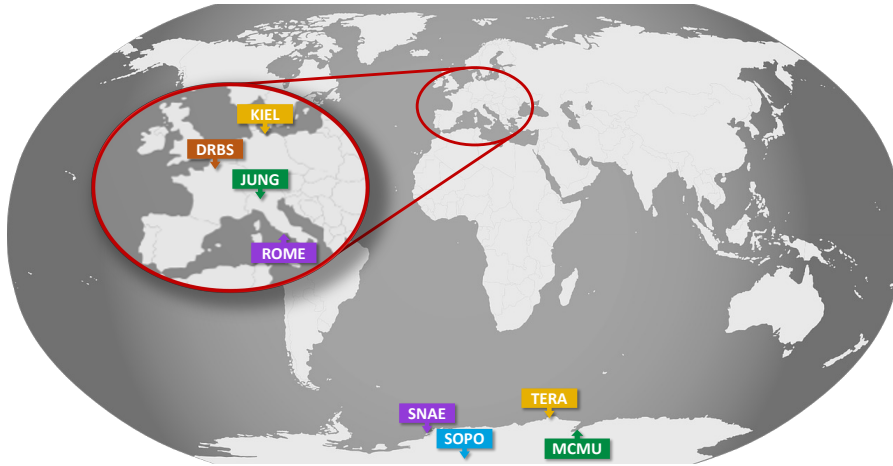 KIEL
DRBS
JUNG
ROME
TERA
SNAE
SOPO
MCMU